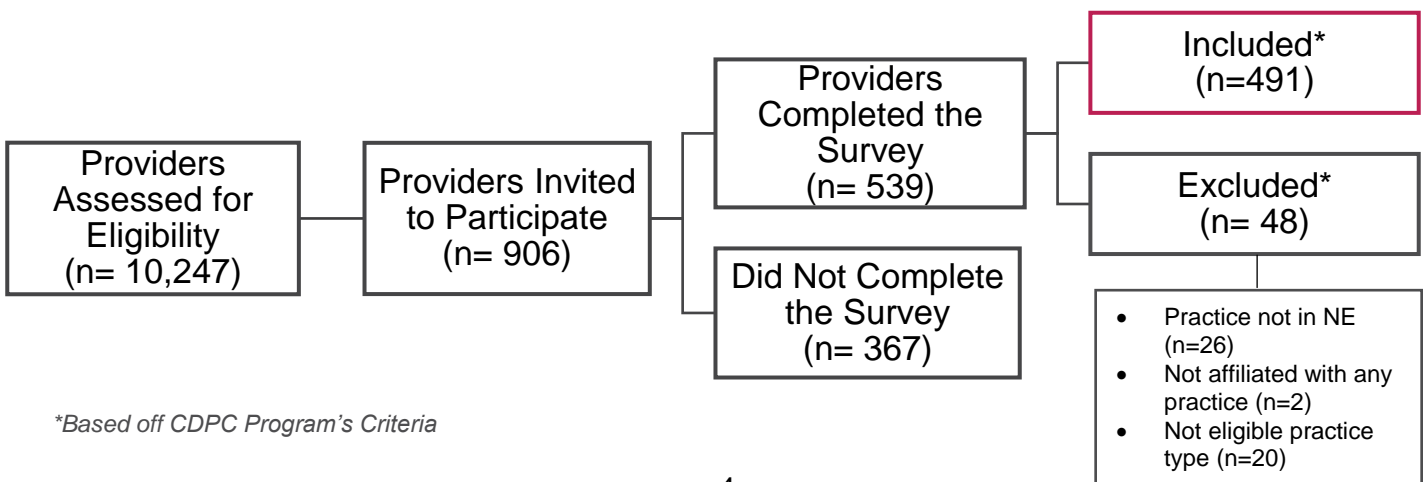 Providers
Assessed for
Eligibility
(n= 10,247)
Providers Invited
to Participate
(n= 906)
Providers
Completed the
Survey
(n= 539)
Did Not Complete
the Survey
(n= 367)
Included*
(n=491)
Excluded*
(n= 48)
• Practice not in NE
(n=26)
• Not affiliated with any
practice (n=2)
• Not eligible practice
type (n=20)
*Based off CDPC Program's Criteria